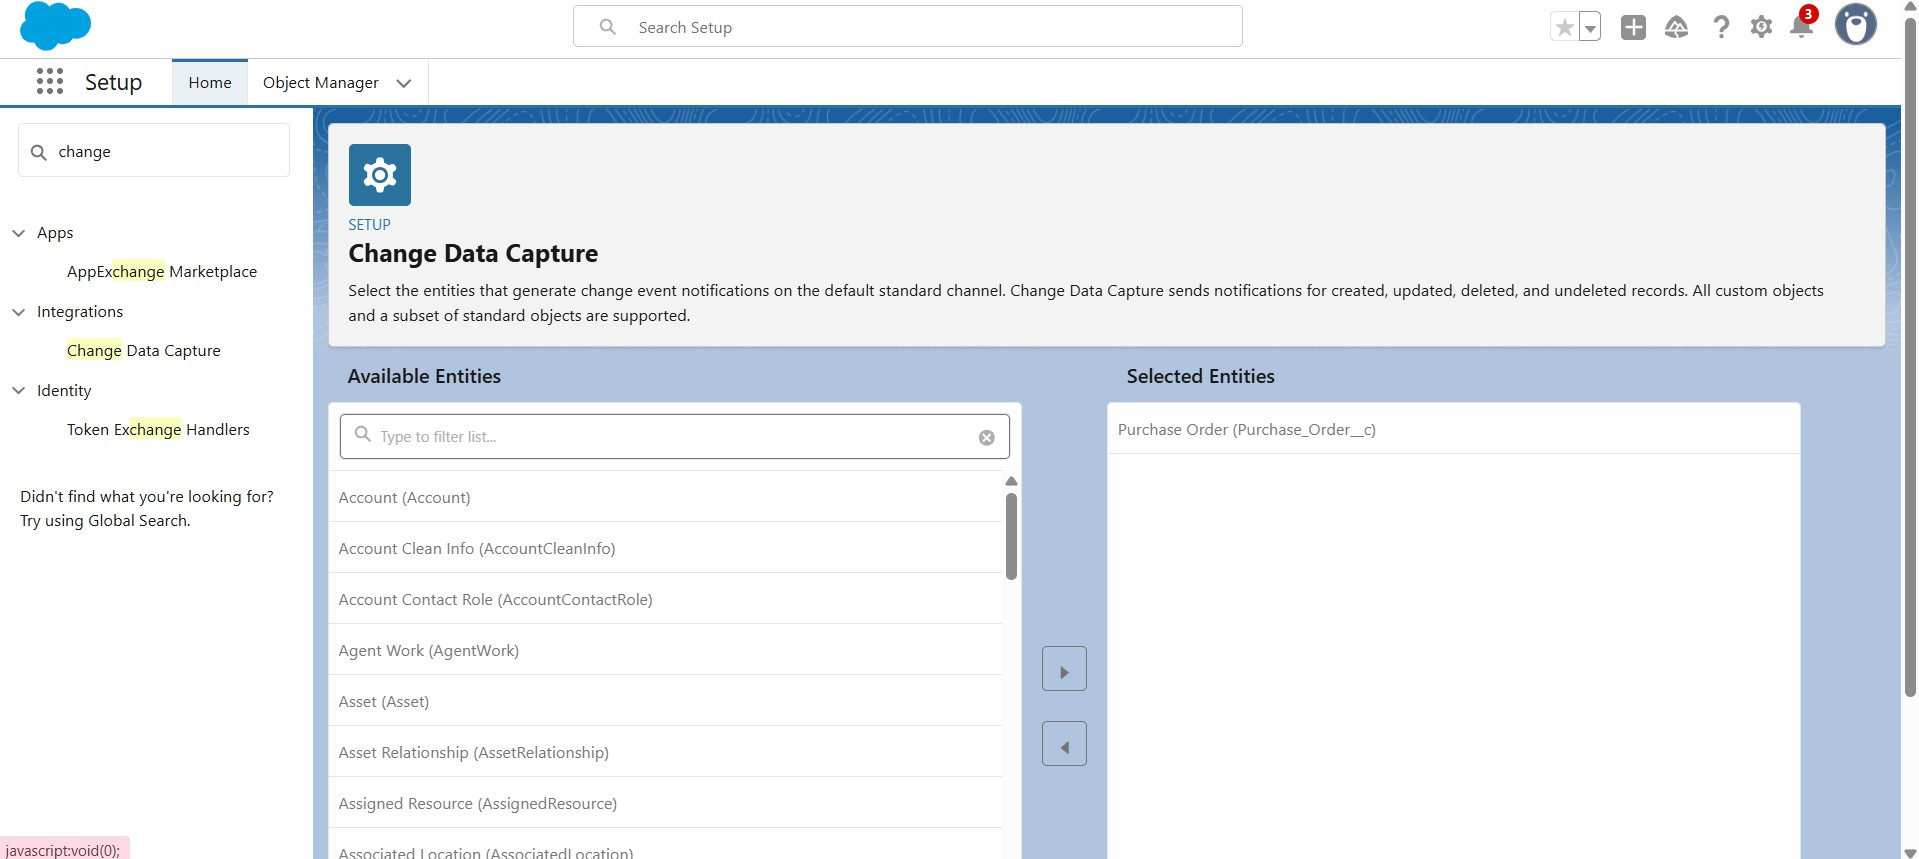 Search Setup
3
Setup
Home
Object Manager
change
Apps
AppExchange Marketplace
Integrations
Change Data Capture
Identity
Token Exchange Handlers
Didn't find what you're looking for?
Try using Global Search.
SETUP
Change Data Capture
Select the entities that generate change event notifications on the default standard channel. Change Data Capture sends notifications for created, updated, deleted, and undeleted records. All custom objects
and a subset of standard objects are supported.
Available Entities
Type to filter list...
Account (Account)
Account Clean Info (AccountCleanInfo)
Account Contact Role (AccountContactRole)
Agent Work (AgentWork)
Asset (Asset)
Asset Relationship (AssetRelationship)
Assigned Resource (AssignedResource)
Associated Location (AssociatedLocation)
Selected Entities
Purchase Order (Purchase_Order__c)
javascript:void(0);